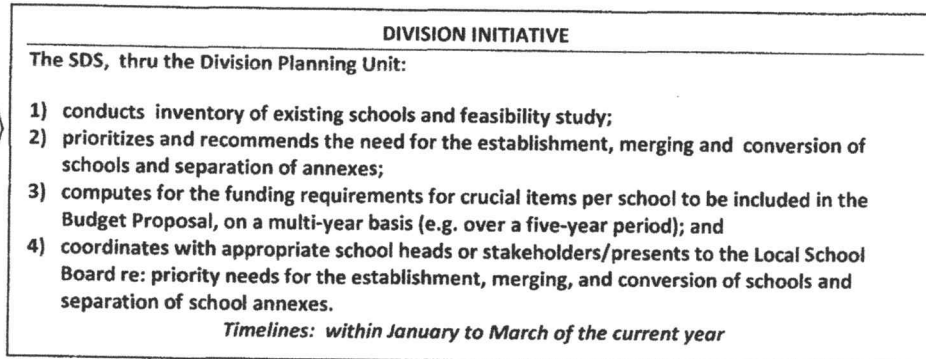 DIVISION INITIATIVE
The SDS, thru the Division Planning Unit:
1) conducts inventory of existing schools and feasibility study;
2) prioritizes and recommends the need for the establishment, merging and conversion of
schools and separation of annexes;
3) computes for the funding requirements for crucial items per school to be included in the
Budget Proposal, on a multi-year basis (e.g. over a five-year period); and
4) coordinates with appropriate school heads or stakeholders/presents to the Local School
Board re: priority needs for the establishment, merging, and conversion of schools and
separation of school annexes.
Timelines: within January to March of the current year